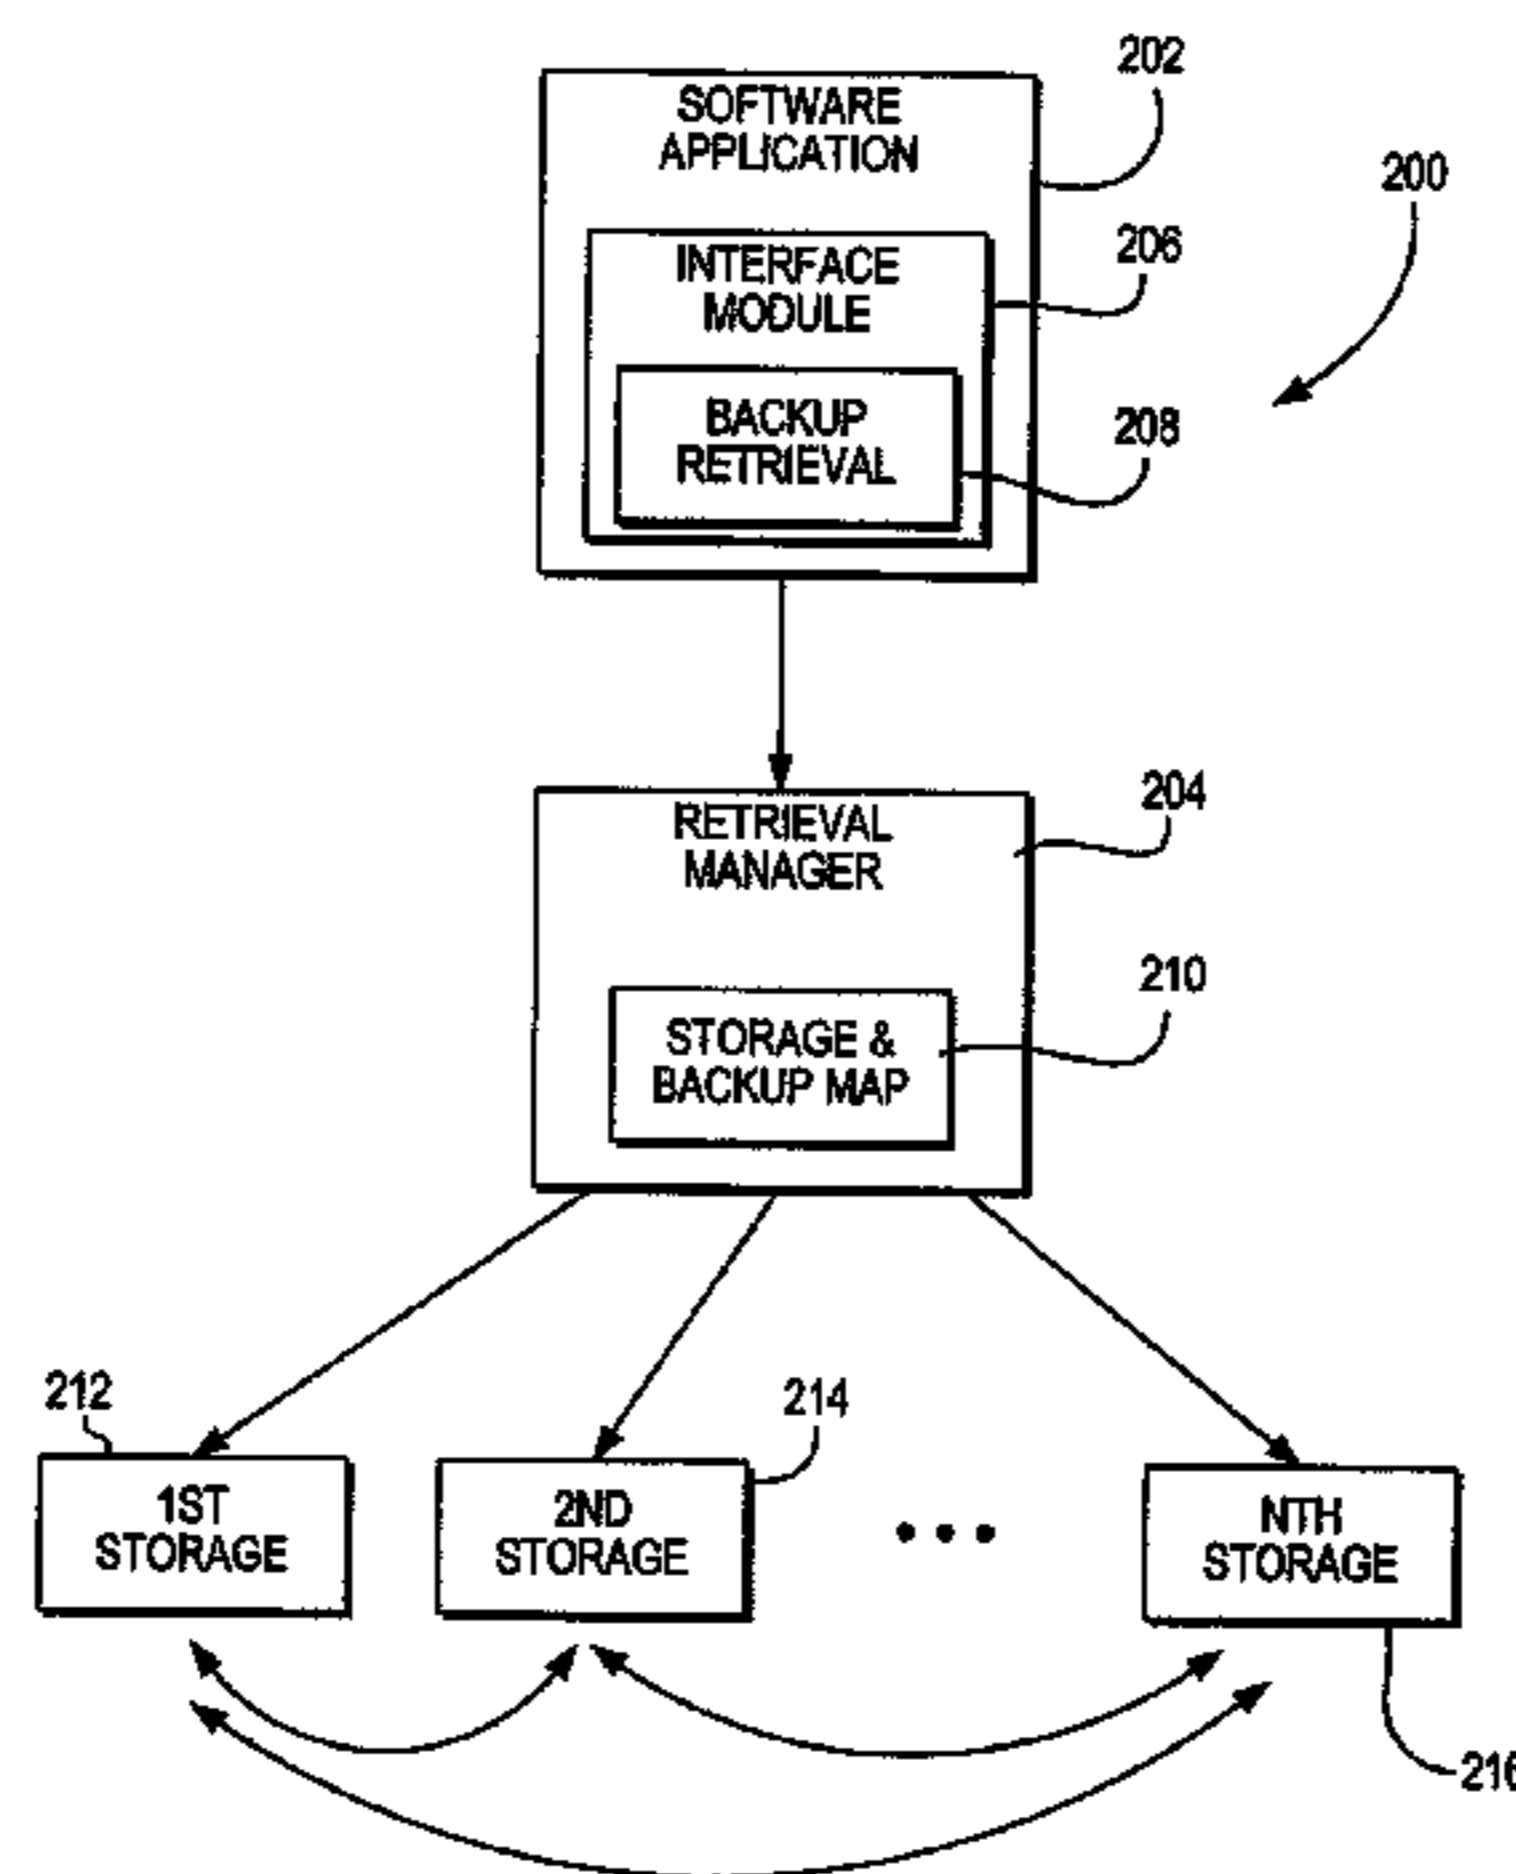 202
SOFTWARE
APPLICATION
200
206
INTERFACE
MODULE
208
BACKUP
RETRIEVAL
204
RETRIEVAL
MANAGER
210
STORAGE &
BACKUP MAP
212
214
1ST
STORAGE
2ND
STORAGE
NTH
STORAGE
216